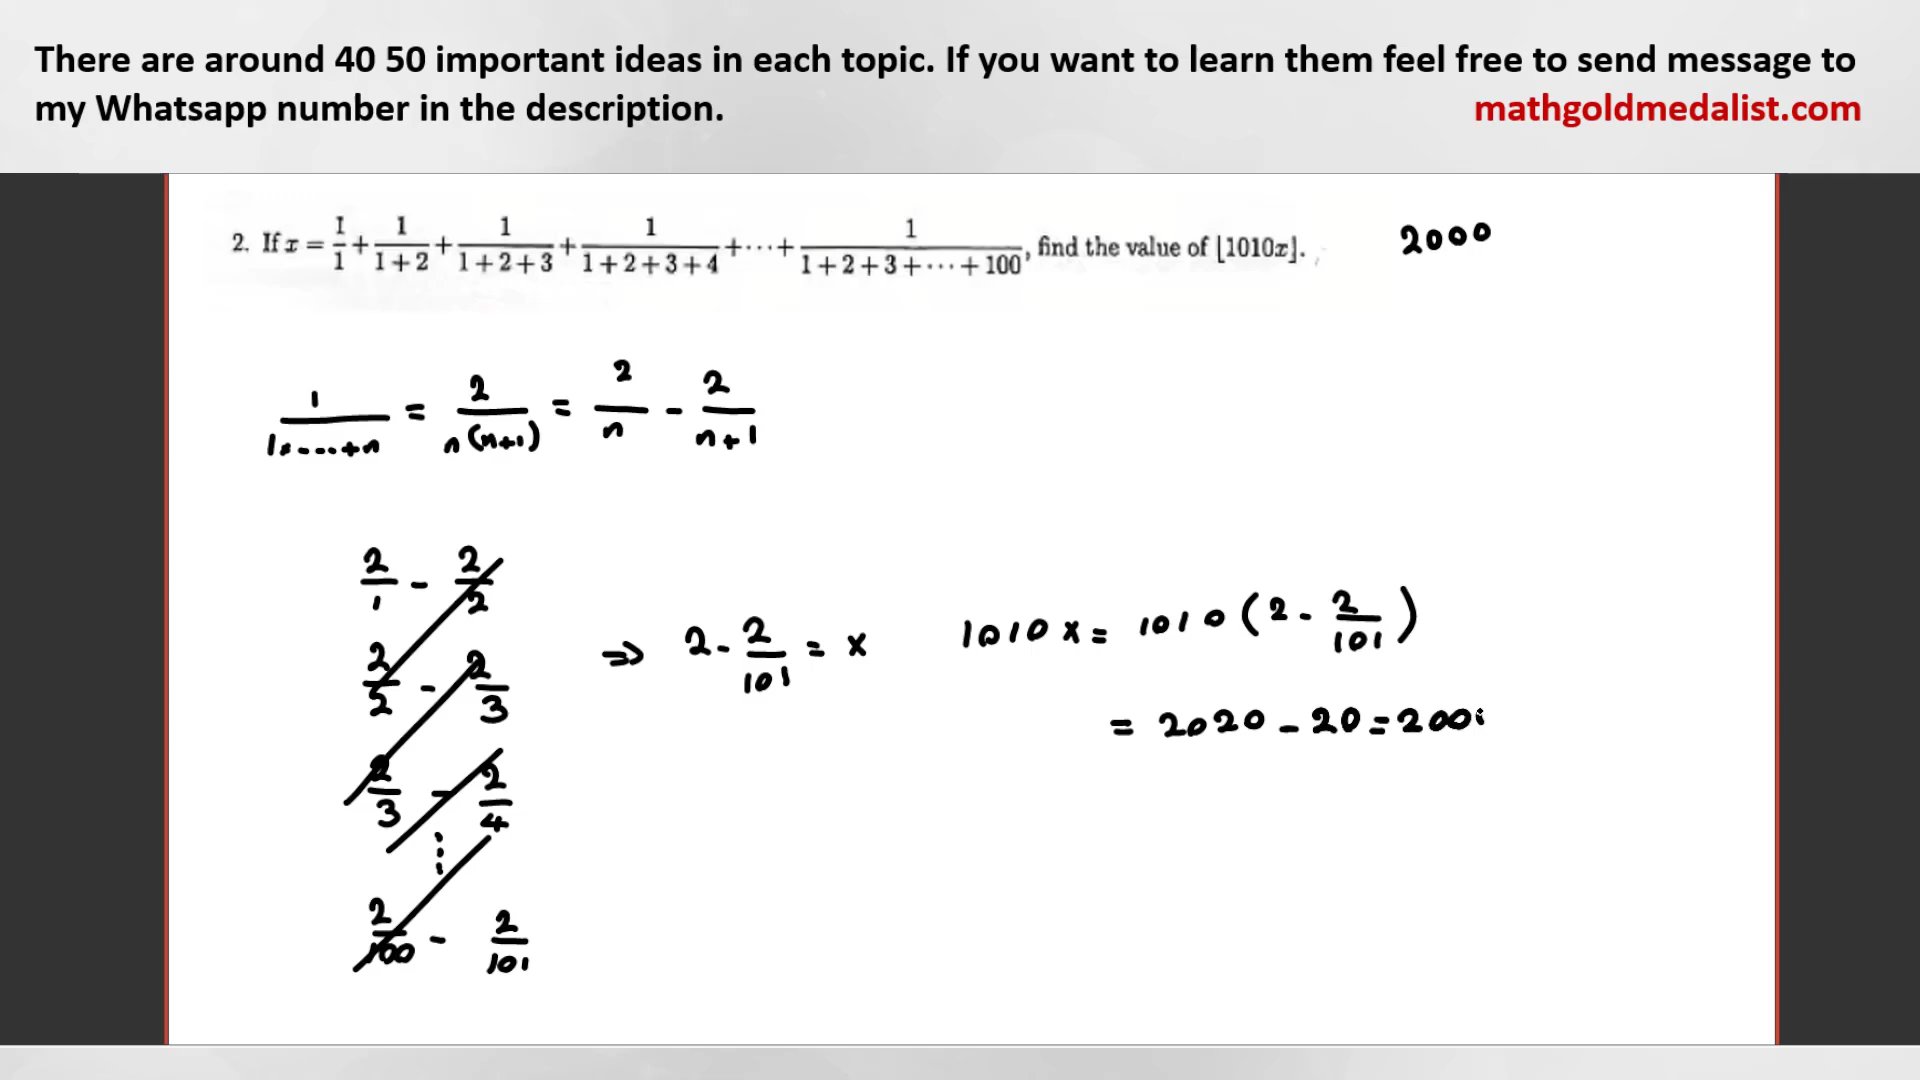 There are around 40 50 important ideas in each topic. If you want to learn them feel free to send message to
my Whatsapp number in the description.
mathgoldmedalist.com
2. If x = 1/1 + 1/(1+2) + 1/(1+2+3) + 1/(1+2+3+4) + ··· + 1/(1+2+3+···+100), find the value of ⌊1010x⌋.
2000
1/(1+....+n) = 2/(n(n+1)) = 2/n - 2/(n+1)
2/1 - 2/2
2/2 - 2/3
2/3 - 2/4
⋮
2/100 - 2/101
⇒ 2 - 2/101 = x
1010x = 1010(2 - 2/101)
= 2020 - 20 = 2000